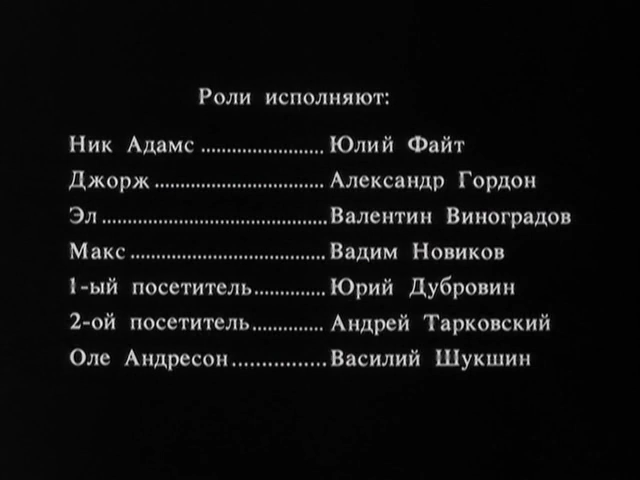 Роли исполняют:
Ник Адамс ........................ Юлий Файт
Джорж ................................. Александр Гордон
Эл ........................................... Валентин Виноградов
Макс ...................................... Вадим Новиков
1-ый посетитель ............. Юрий Дубровин
2-ой посетитель ............. Андрей Тарковский
Оле Андресон ................ Василий Шукшин